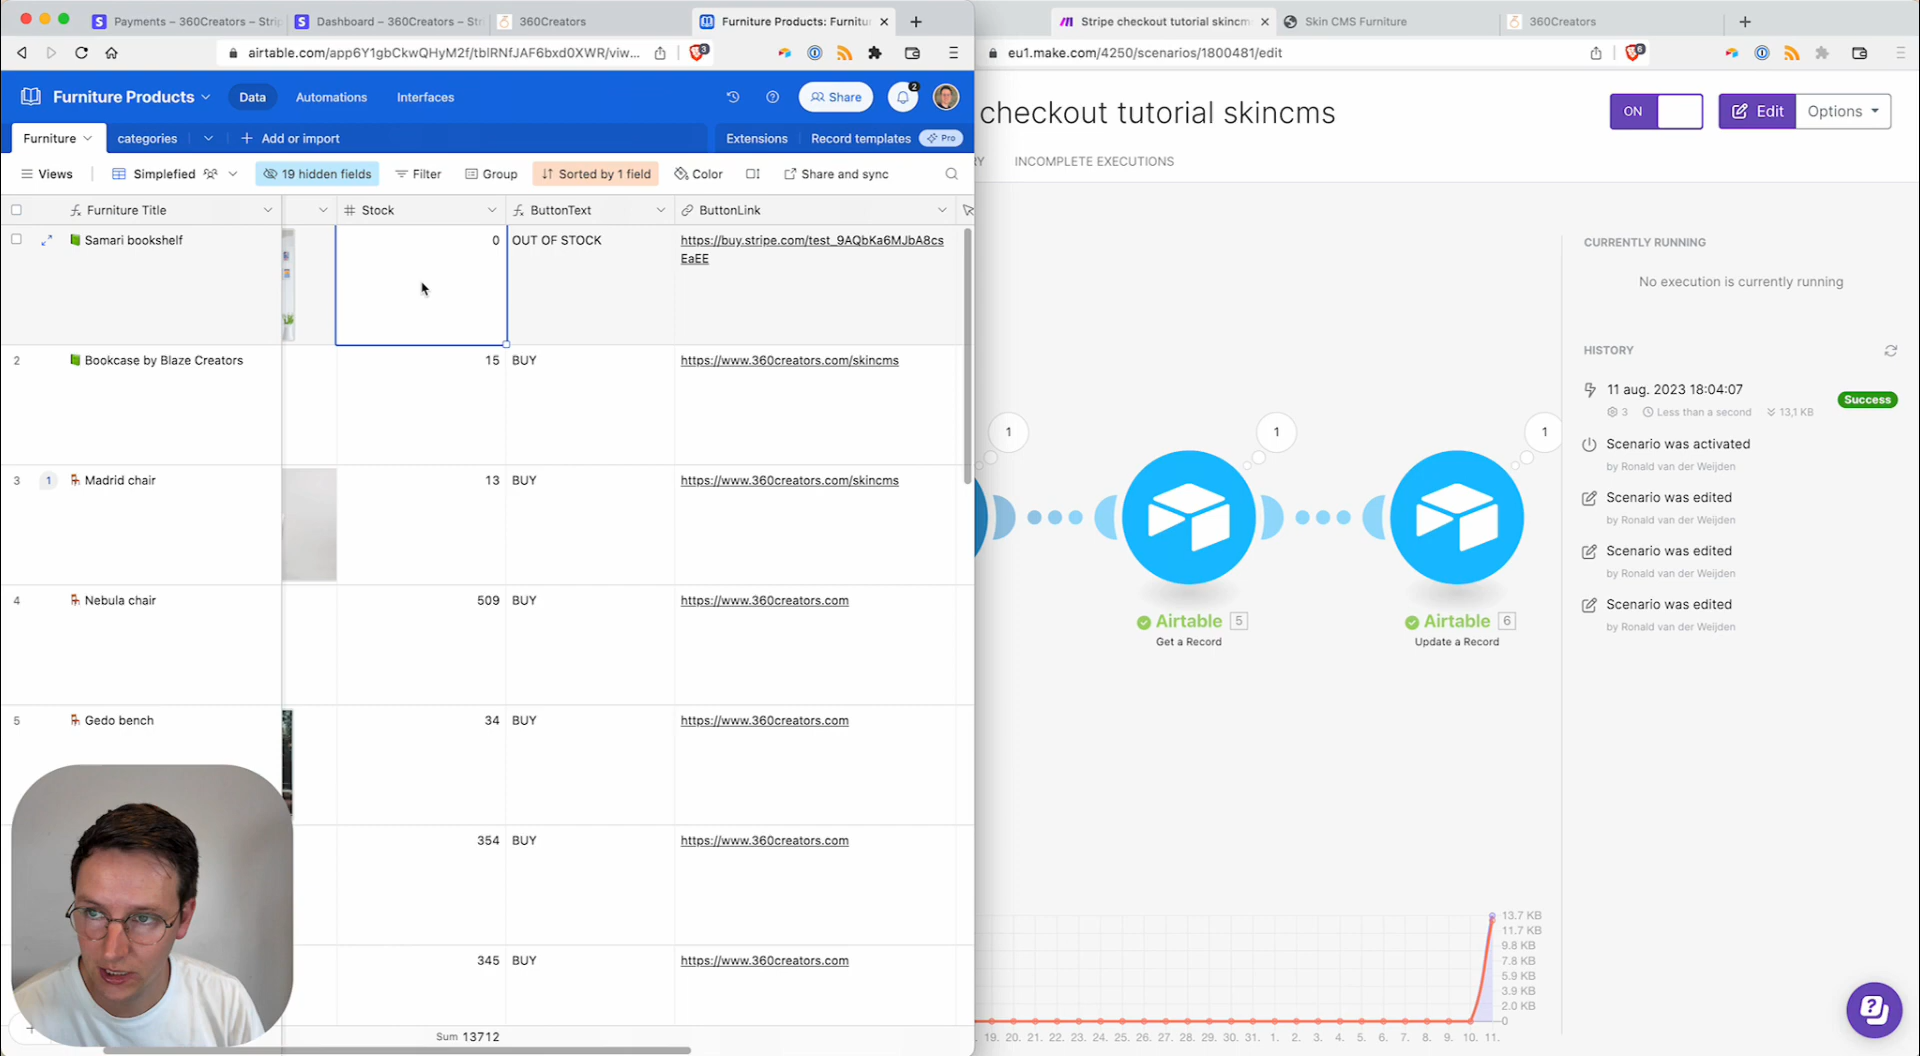 Payments – 360Creators – Strip
Dashboard – 360Creators – Str
360Creators
Furniture Products: Furnitur
Stripe checkout tutorial skincm
Skin CMS Furniture
360Creators
airtable.com/app6Y1gbCkwQHyM2f/tblRNfJAF6bxd0XWR/viw...
3
eu1.make.com/4250/scenarios/1800481/edit
6
Furniture Products
Data
Automations
Interfaces
Share
2
Furniture
categories
Add or import
Extensions
Record templates
Pro
Views
Simplefied
19 hidden fields
Filter
Group
Sorted by 1 field
Color
Share and sync
Furniture Title
Stock
ButtonText
ButtonLink
Samari bookshelf
0
OUT OF STOCK
https://buy.stripe.com/test_9AQbKa6MJbA8cs
EaEE
2
Bookcase by Blaze Creators
15
BUY
https://www.360creators.com/skincms
3
1
Madrid chair
13
BUY
https://www.360creators.com/skincms
4
Nebula chair
509
BUY
https://www.360creators.com
5
Gedo bench
34
BUY
https://www.360creators.com
354
BUY
https://www.360creators.com
345
BUY
https://www.360creators.com
Sum 13712
checkout tutorial skincms
ON
Edit
Options
INCOMPLETE EXECUTIONS
1
1
1
Airtable 5
Get a Record
Airtable 6
Update a Record
CURRENTLY RUNNING
No execution is currently running
HISTORY
11 aug. 2023 18:04:07
3
Less than a second
13,1 KB
Success
Scenario was activated
by Ronald van der Weijden
Scenario was edited
by Ronald van der Weijden
Scenario was edited
by Ronald van der Weijden
Scenario was edited
by Ronald van der Weijden
13.7 KB
11.7 KB
9.8 KB
7.8 KB
5.9 KB
3.9 KB
2.0 KB
0
19. 20. 21. 22. 23. 24. 25. 26. 27. 28. 29. 30. 31. 1. 2. 3. 4. 5. 6. 7. 8. 9. 10. 11.